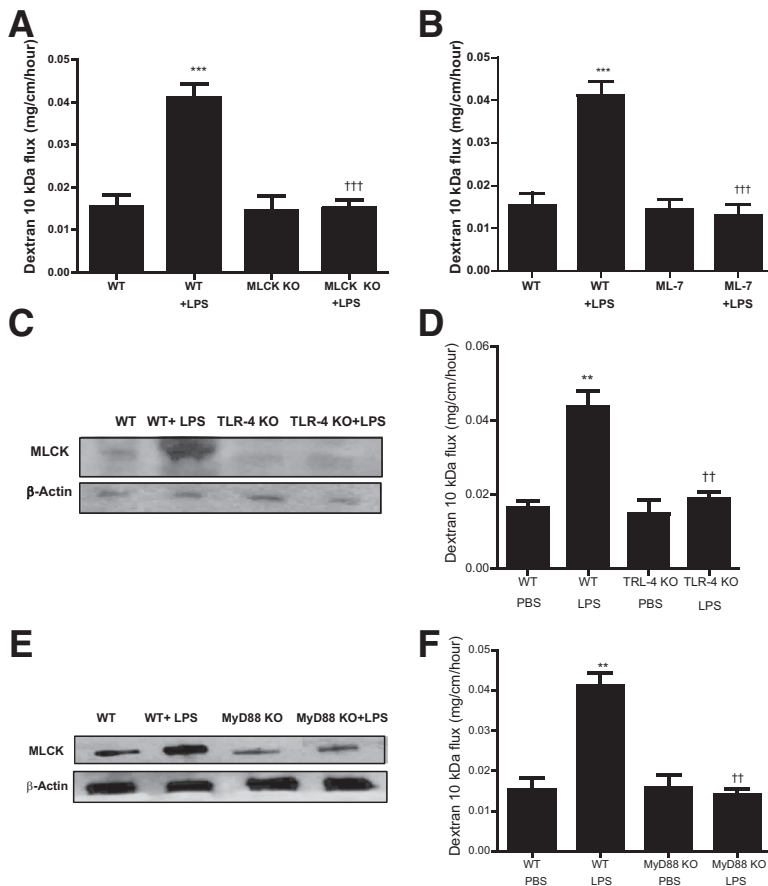 A
Dextran 10 kDa flux (mg/cm/hour)
0.05
0.04
0.03
0.02
0.01
0.00
***
†††
WT WT MLCK KO MLCK KO
+LPS +LPS
B
Dextran 10 kDa flux (mg/cm/hour)
0.05
0.04
0.03
0.02
0.01
0.00
***
†††
WT WT ML-7 ML-7
+LPS +LPS
C
WT WT+ LPS TLR-4 KO TLR-4 KO+LPS
MLCK
β-Actin
D
Dextran 10 kDa flux (mg/cm/hour)
0.06
0.04
0.02
0.00
**
††
WT WT TRL-4 KO TLR-4 KO
PBS LPS PBS LPS
E
WT WT+ LPS MyD88 KO MyD88 KO+LPS
MLCK
β-Actin
F
Dextran 10 kDa flux (mg/cm/hour)
0.05
0.04
0.03
0.02
0.01
0.00
**
††
WT WT MyD88 KO MyD88 KO
PBS LPS PBS LPS